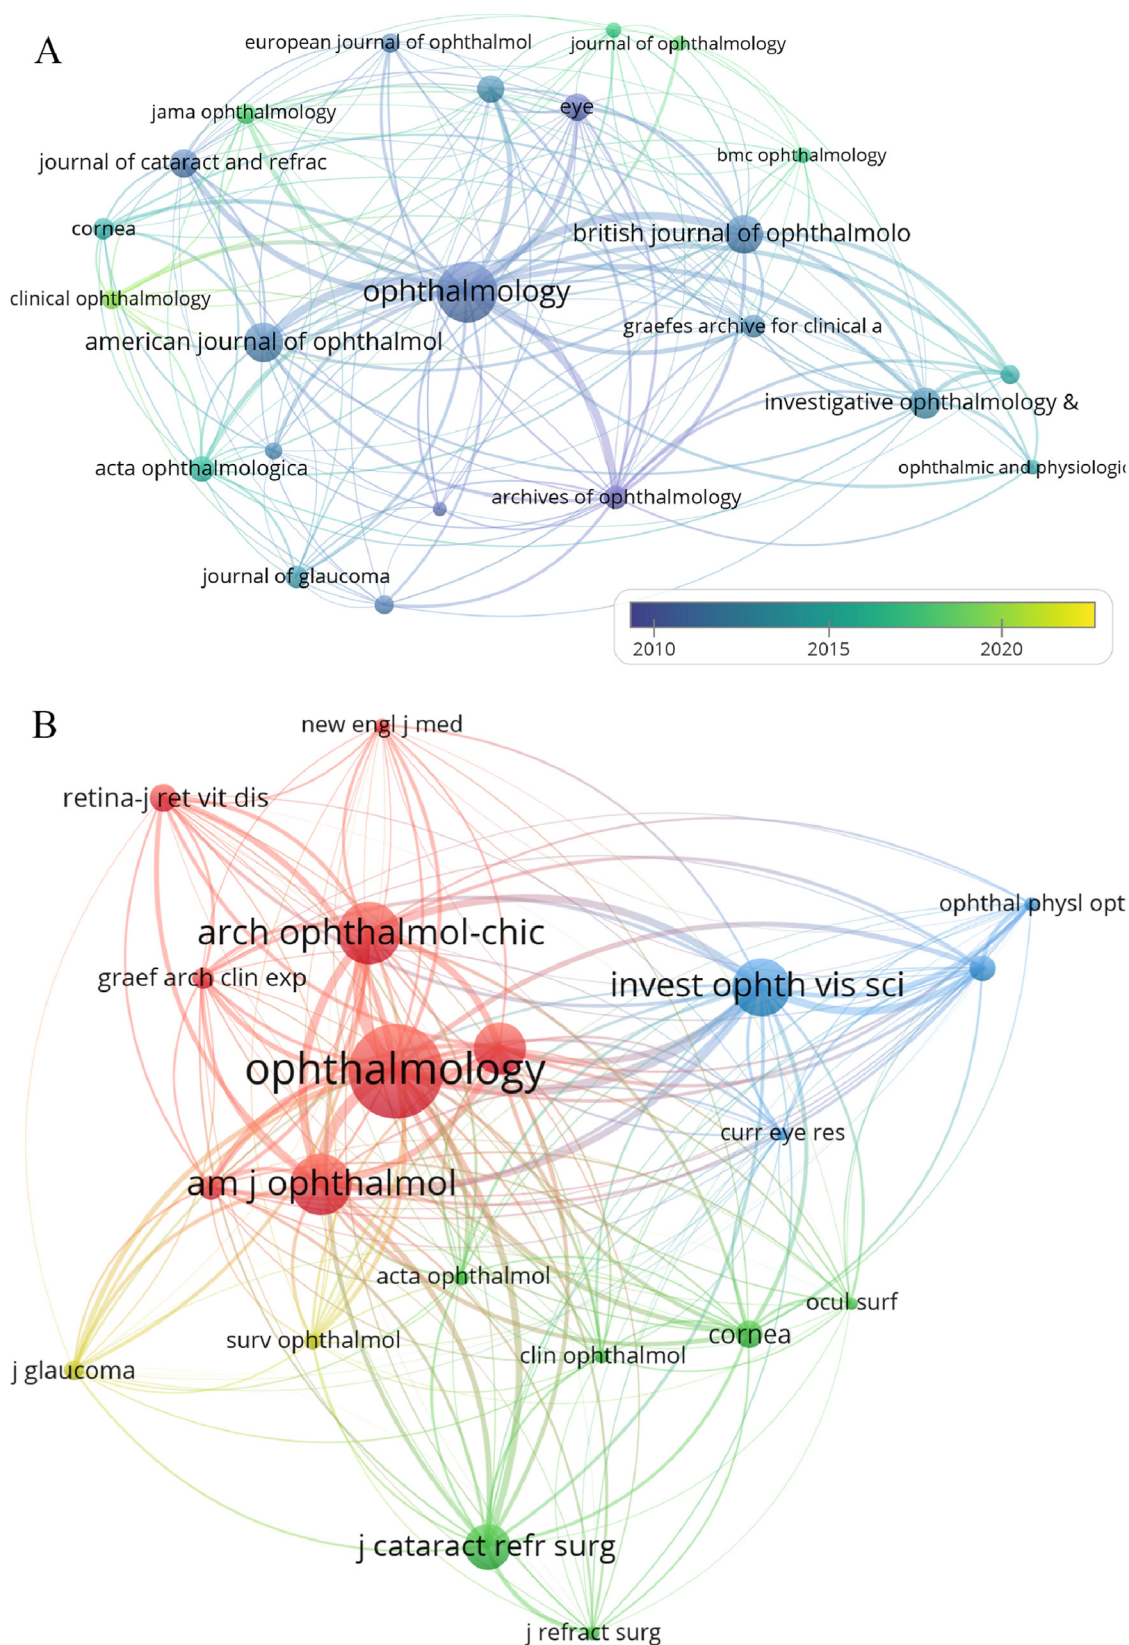 A
european journal of ophthalmol
journal of ophthalmology
eye
jama ophthalmology
journal of cataract and refrac
bmc ophthalmology
cornea
british journal of ophthalmolo
ophthalmology
clinical ophthalmology
graefes archive for clinical a
american journal of ophthalmol
investigative ophthalmology &
acta ophthalmologica
ophthalmic and physiologic
archives of ophthalmology
journal of glaucoma
2010 2015 2020
B
new engl j med
retina-j ret vit dis
ophthal physl opt
arch ophthalmol-chic
graef arch clin exp
invest ophth vis sci
ophthalmology
curr eye res
am j ophthalmol
acta ophthalmol
ocul surf
surv ophthalmol
cornea
clin ophthalmol
j glaucoma
j cataract refr surg
j refract surg